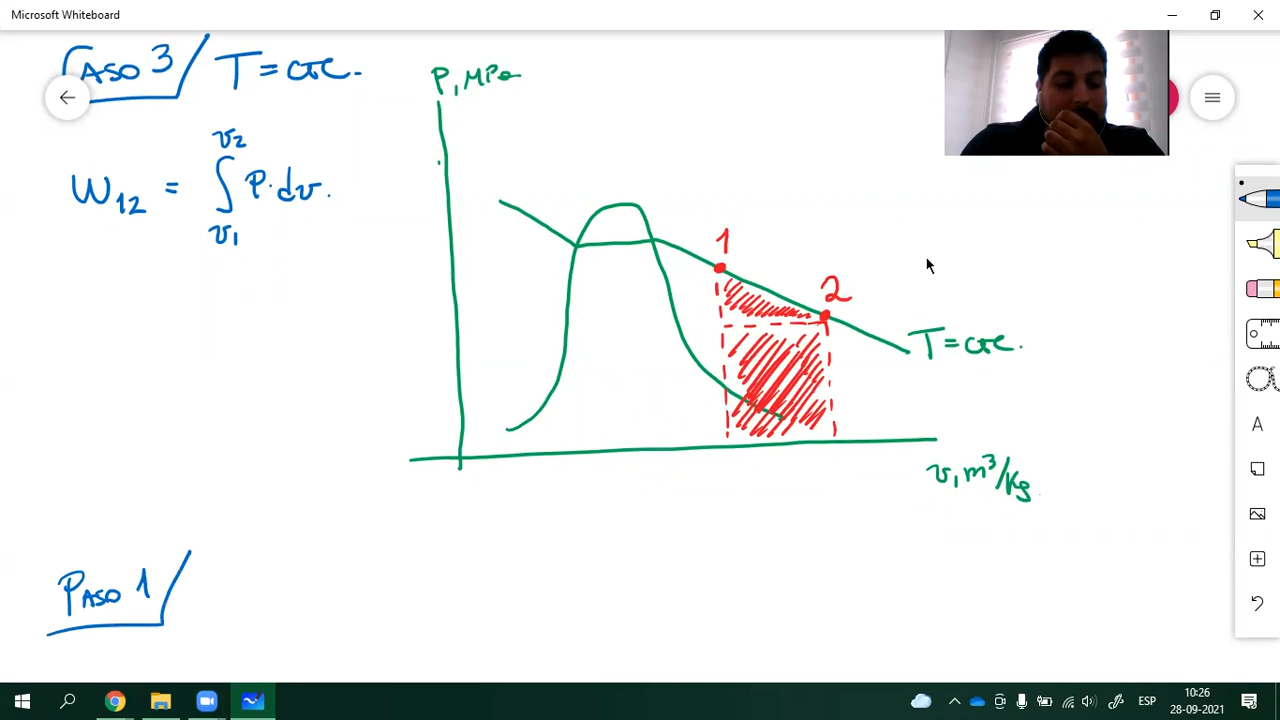 Microsoft Whiteboard
CASO 3 / T = cte.
P, MPa
W12 = ∫ P. dv.
v2
v1
1
2
T = cte.
v, m³/Kg
PASO 1
A
ESP
10:26
28-09-2021